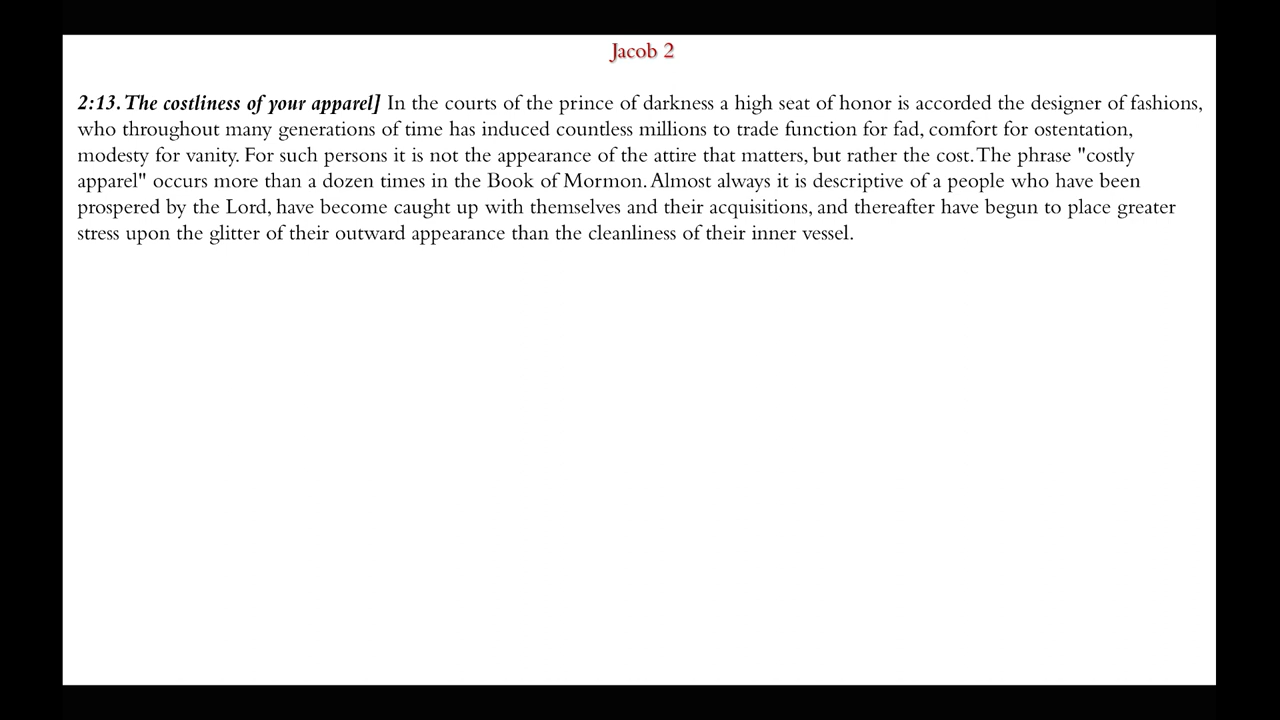 Jacob 2
2:13. The costliness of your apparel] In the courts of the prince of darkness a high seat of honor is accorded the designer of fashions,
who throughout many generations of time has induced countless millions to trade function for fad, comfort for ostentation,
modesty for vanity. For such persons it is not the appearance of the attire that matters, but rather the cost. The phrase "costly
apparel" occurs more than a dozen times in the Book of Mormon. Almost always it is descriptive of a people who have been
prospered by the Lord, have become caught up with themselves and their acquisitions, and thereafter have begun to place greater
stress upon the glitter of their outward appearance than the cleanliness of their inner vessel.